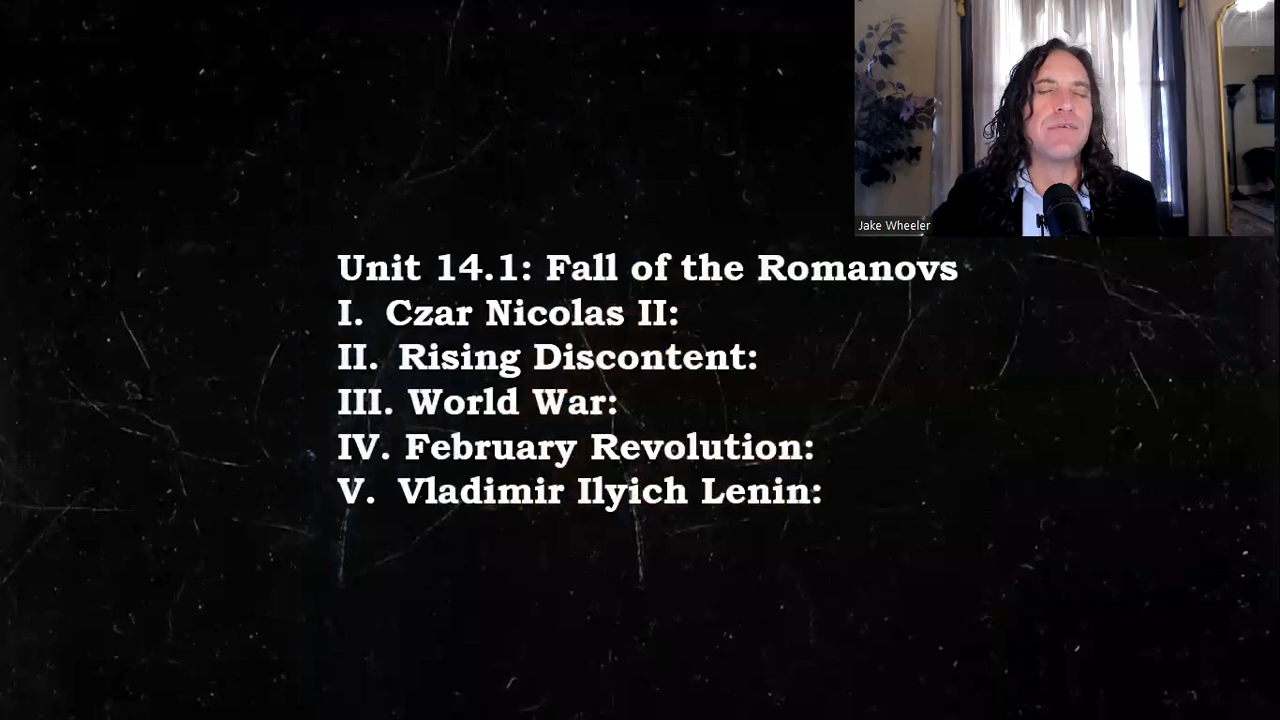 Jake Wheeler
Unit 14.1: Fall of the Romanovs
I. Czar Nicolas II:
II. Rising Discontent:
III. World War:
IV. February Revolution:
V. Vladimir Ilyich Lenin: